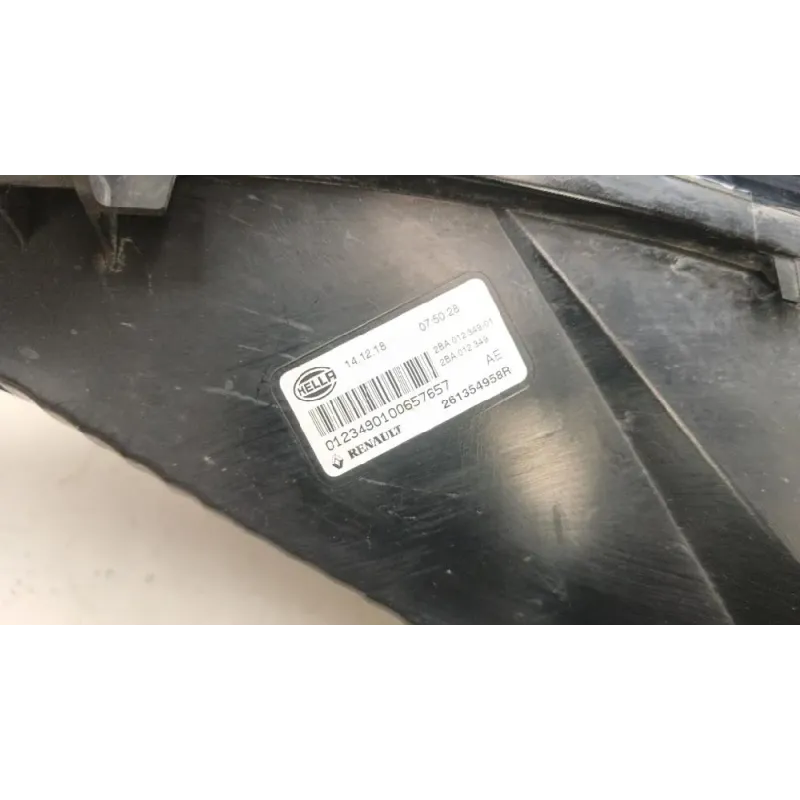 14.12.18 07:50:28
HELLA
2BA 012 349-01
2BA 012 349
AE
0123490100657657
261354958R
RENAULT